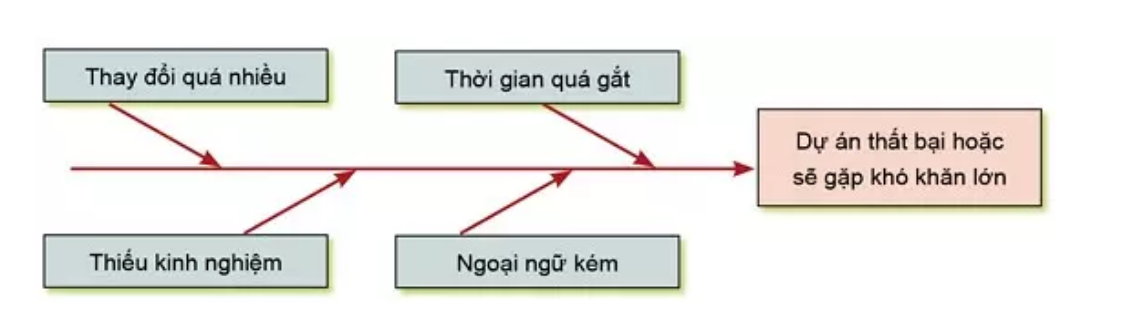 Thay đổi quá nhiều
Thời gian quá gắt
Dự án thất bại hoặc
sẽ gặp khó khăn lớn
Thiếu kinh nghiệm
Ngoại ngữ kém